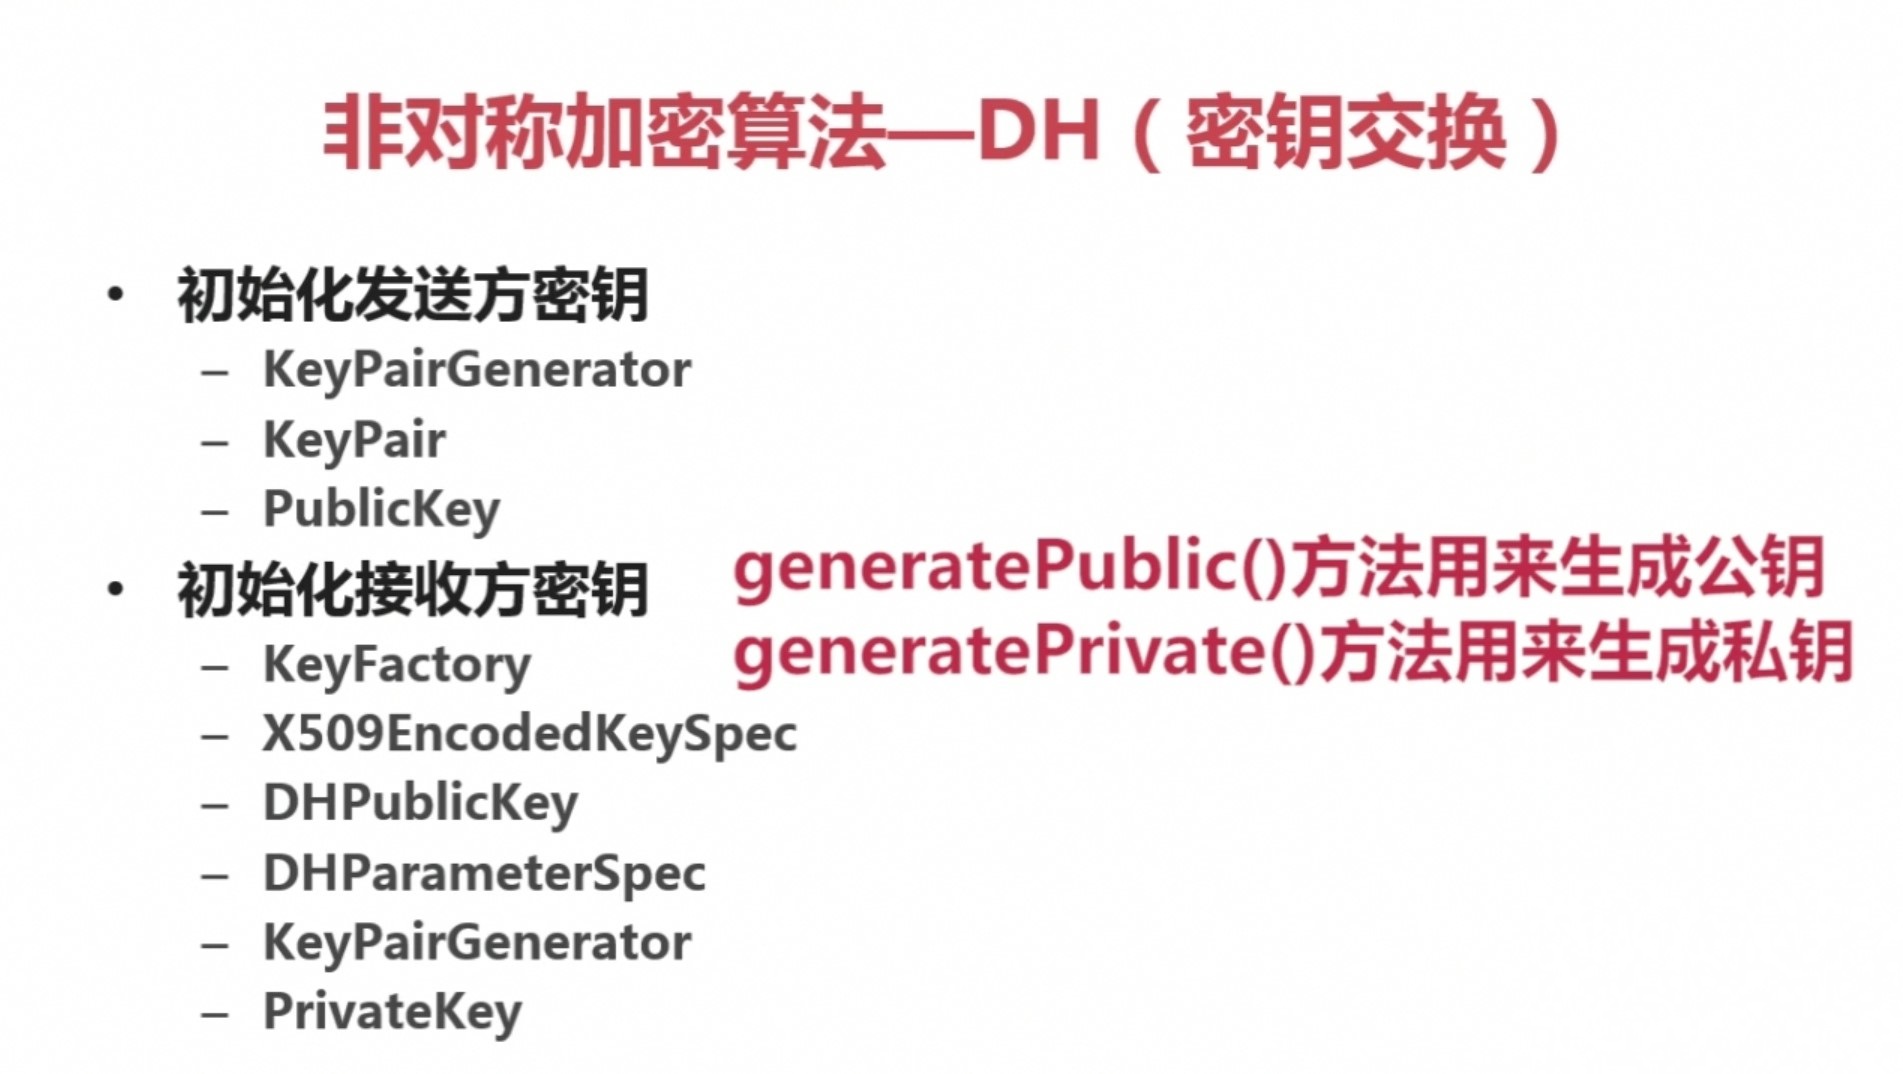 非对称加密算法—DH（密钥交换）
• 初始化发送方密钥
– KeyPairGenerator
– KeyPair
– PublicKey
• 初始化接收方密钥
generatePublic()方法用来生成公钥
generatePrivate()方法用来生成私钥
– KeyFactory
– X509EncodedKeySpec
– DHPublicKey
– DHParameterSpec
– KeyPairGenerator
– PrivateKey